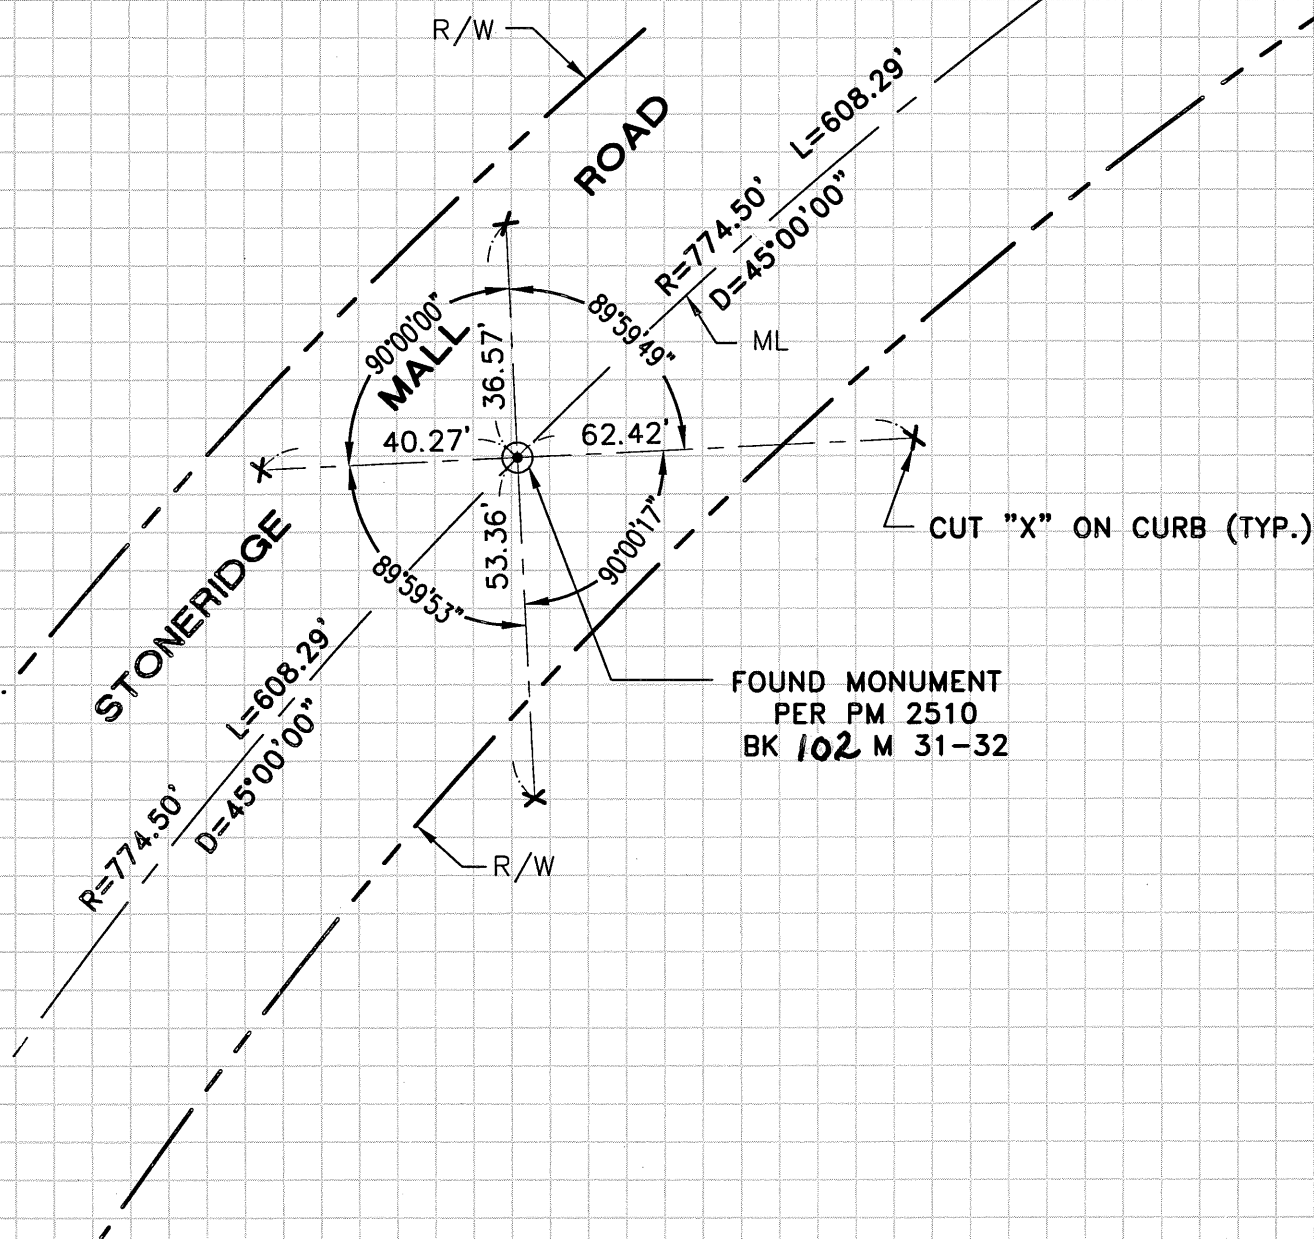 R/W
ROAD
L=608.29'
R=774.50'
D=45°00'00"
ML
90°00'00"
MALL
89°59'49"
36.57'
40.27'
62.42'
53.36'
90°00'17"
89°59'53"
CUT "X" ON CURB (TYP.)
STONERIDGE
FOUND MONUMENT
PER PM 2510
BK 102 M 31-32
L=608.29'
R=774.50'
D=45°00'00"
R/W